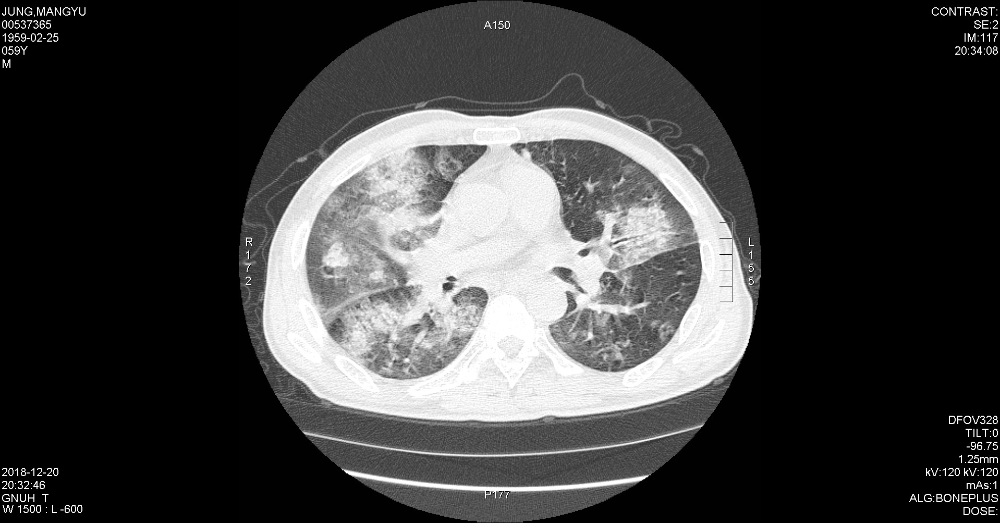 JUNG,MANGYU
00537365
1959-02-25
059Y
M
CONTRAST:
SE:2
IM:117
20:34:08
A150
R
1
7
2
L
1
5
5
2018-12-20
20:32:46
GNUH T
W 1500 : L -600
P177
DFOV328
TILT:0
-96.75
1.25mm
kV:120 kV:120
mAs:1
ALG:BONEPLUS
DOSE: